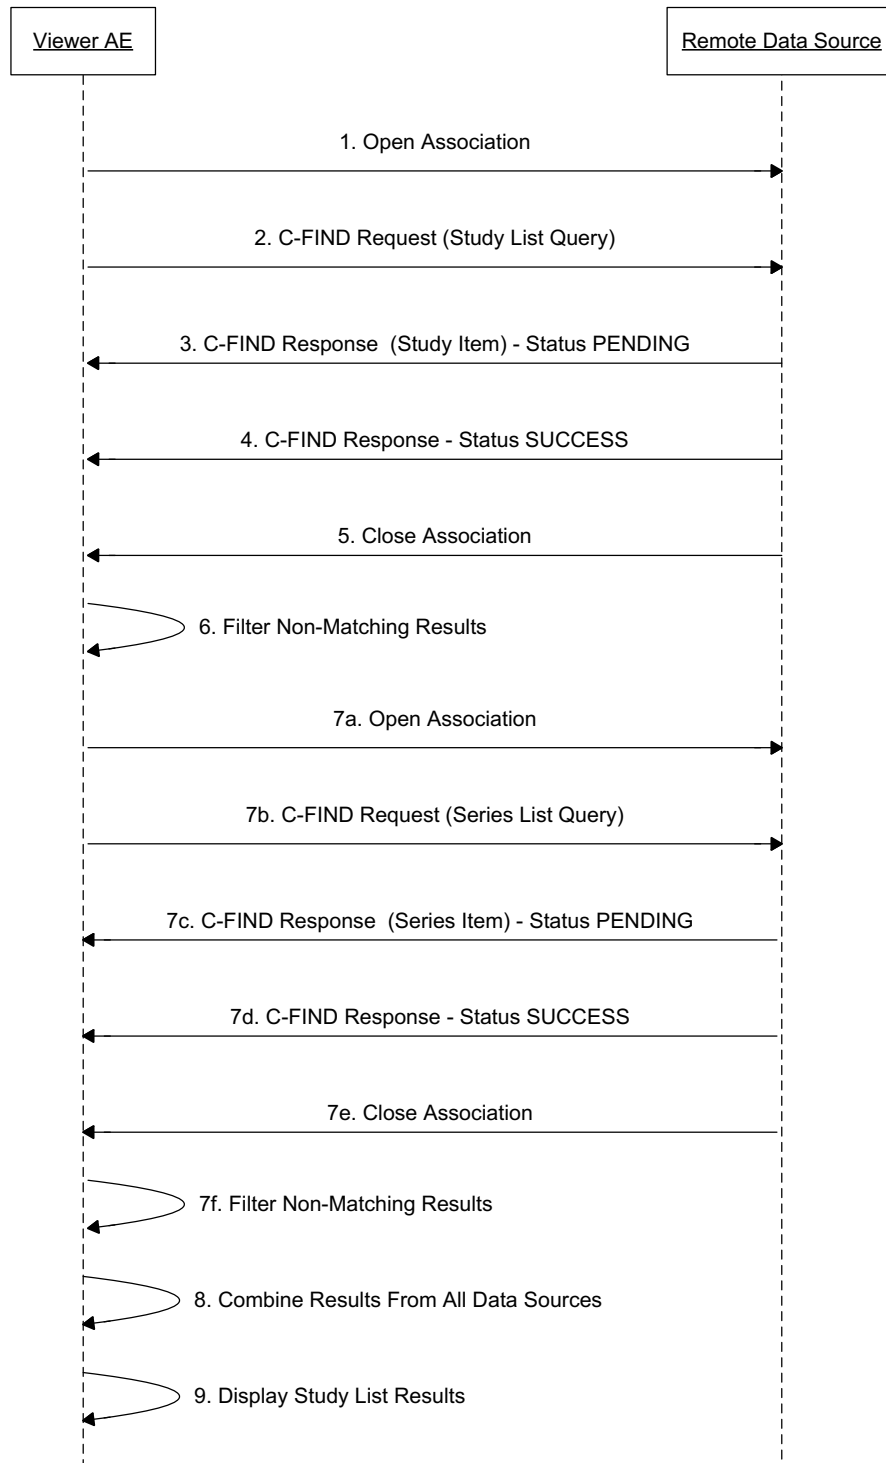 Viewer AE
Remote Data Source
1. Open Association
2. C-FIND Request (Study List Query)
3. C-FIND Response  (Study Item) - Status PENDING
4. C-FIND Response - Status SUCCESS
5. Close Association
6. Filter Non-Matching Results
7a. Open Association
7b. C-FIND Request (Series List Query)
7c. C-FIND Response  (Series Item) - Status PENDING
7d. C-FIND Response - Status SUCCESS
7e. Close Association
7f. Filter Non-Matching Results
8. Combine Results From All Data Sources
9. Display Study List Results